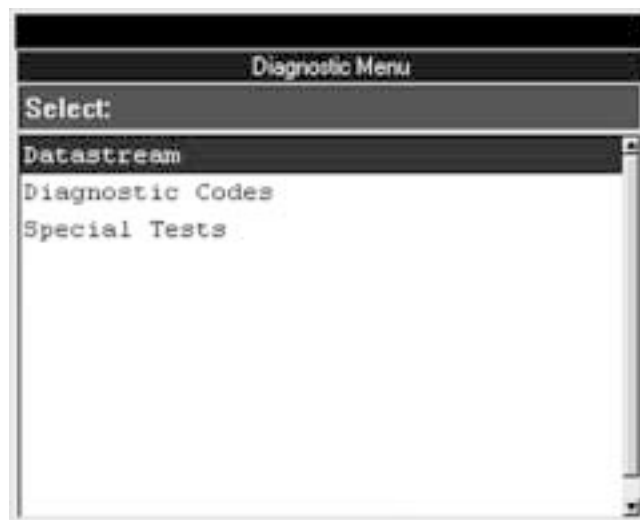 Diagnostic Menu
Select:
Datastream
Diagnostic Codes
Special Tests